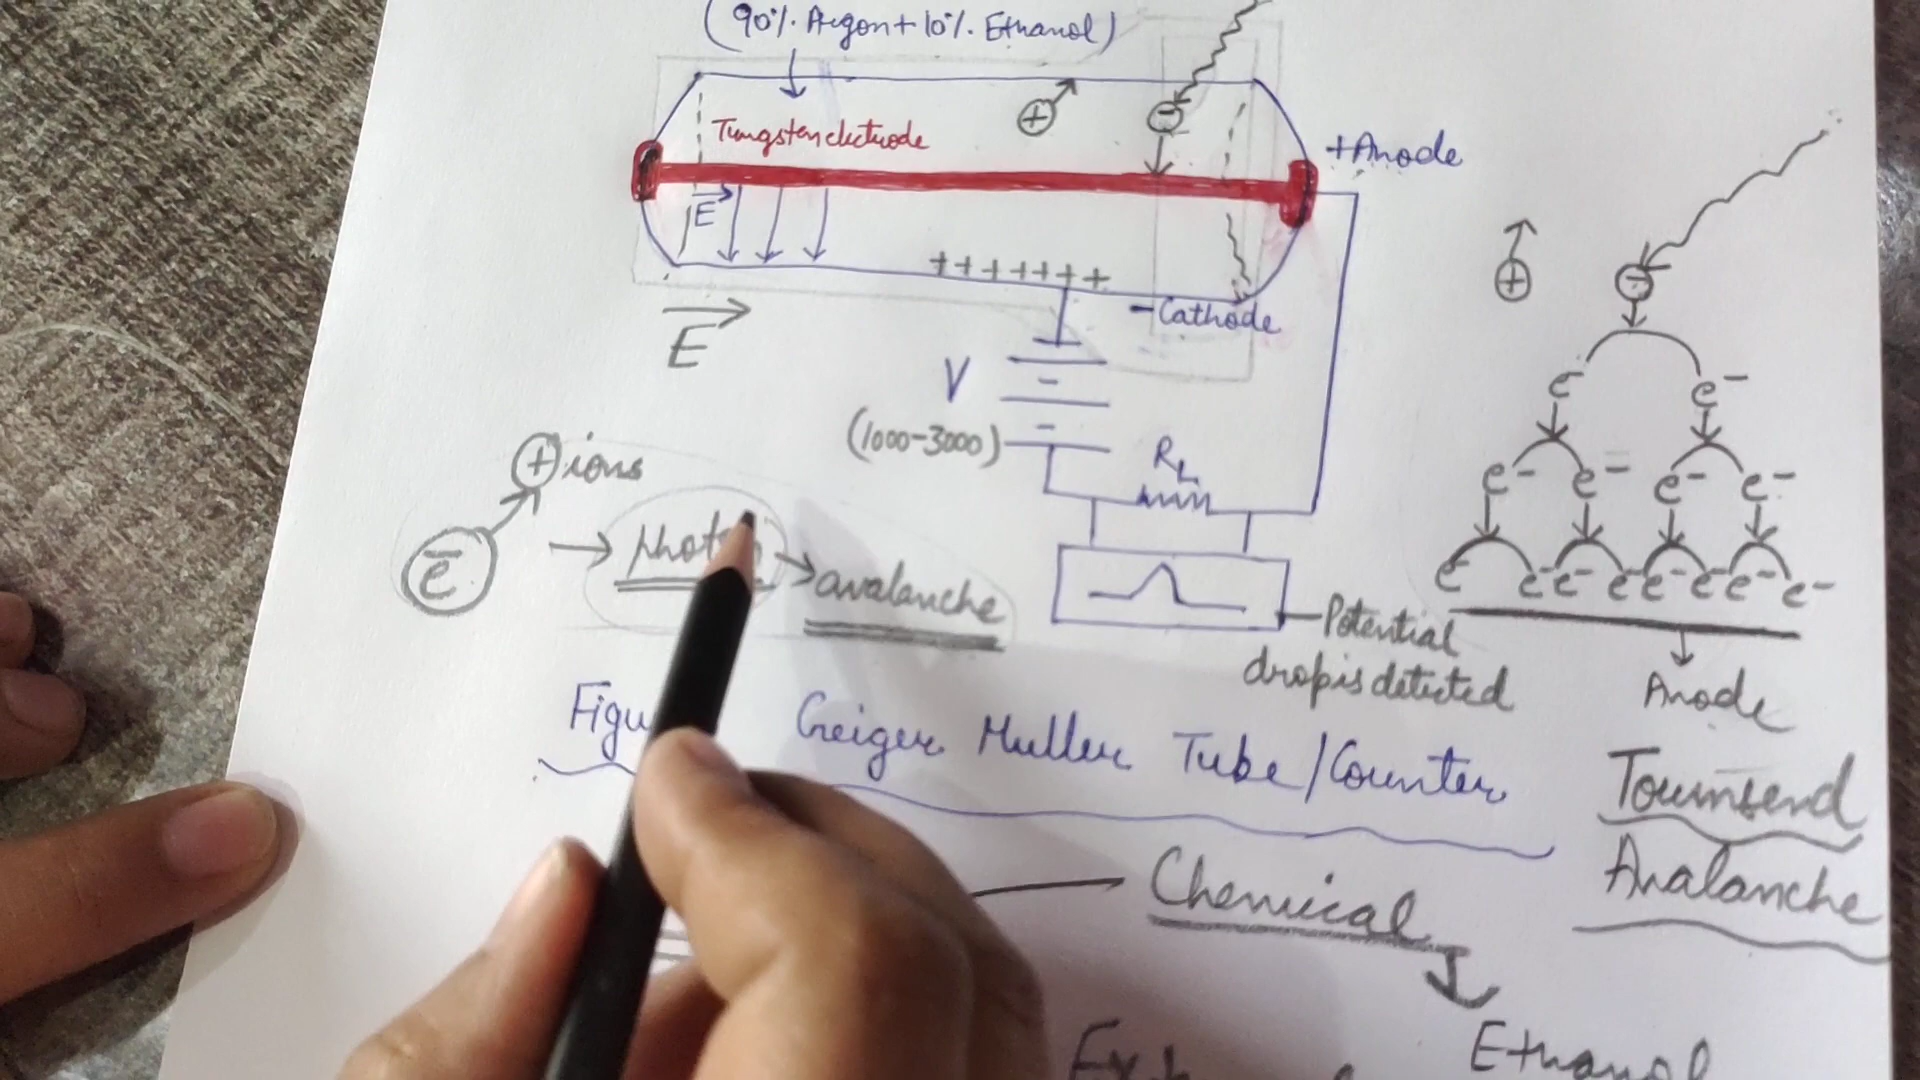 (90%. Argon + 10%. Ethanol)
Tungsten electrode
+
-
+ Anode
E
+ + + + + + +
- Cathode
E
V
(1000-3000)
RL
+ ions
e-
avalanche
Potential
drop is detected
+
-
e- e-
e- e- e- e-
e- e- e- e- e- e- e- e-
Anode
Geiger Muller Tube/Counter
Townsend
Avalanche
Chemical
Ethanol